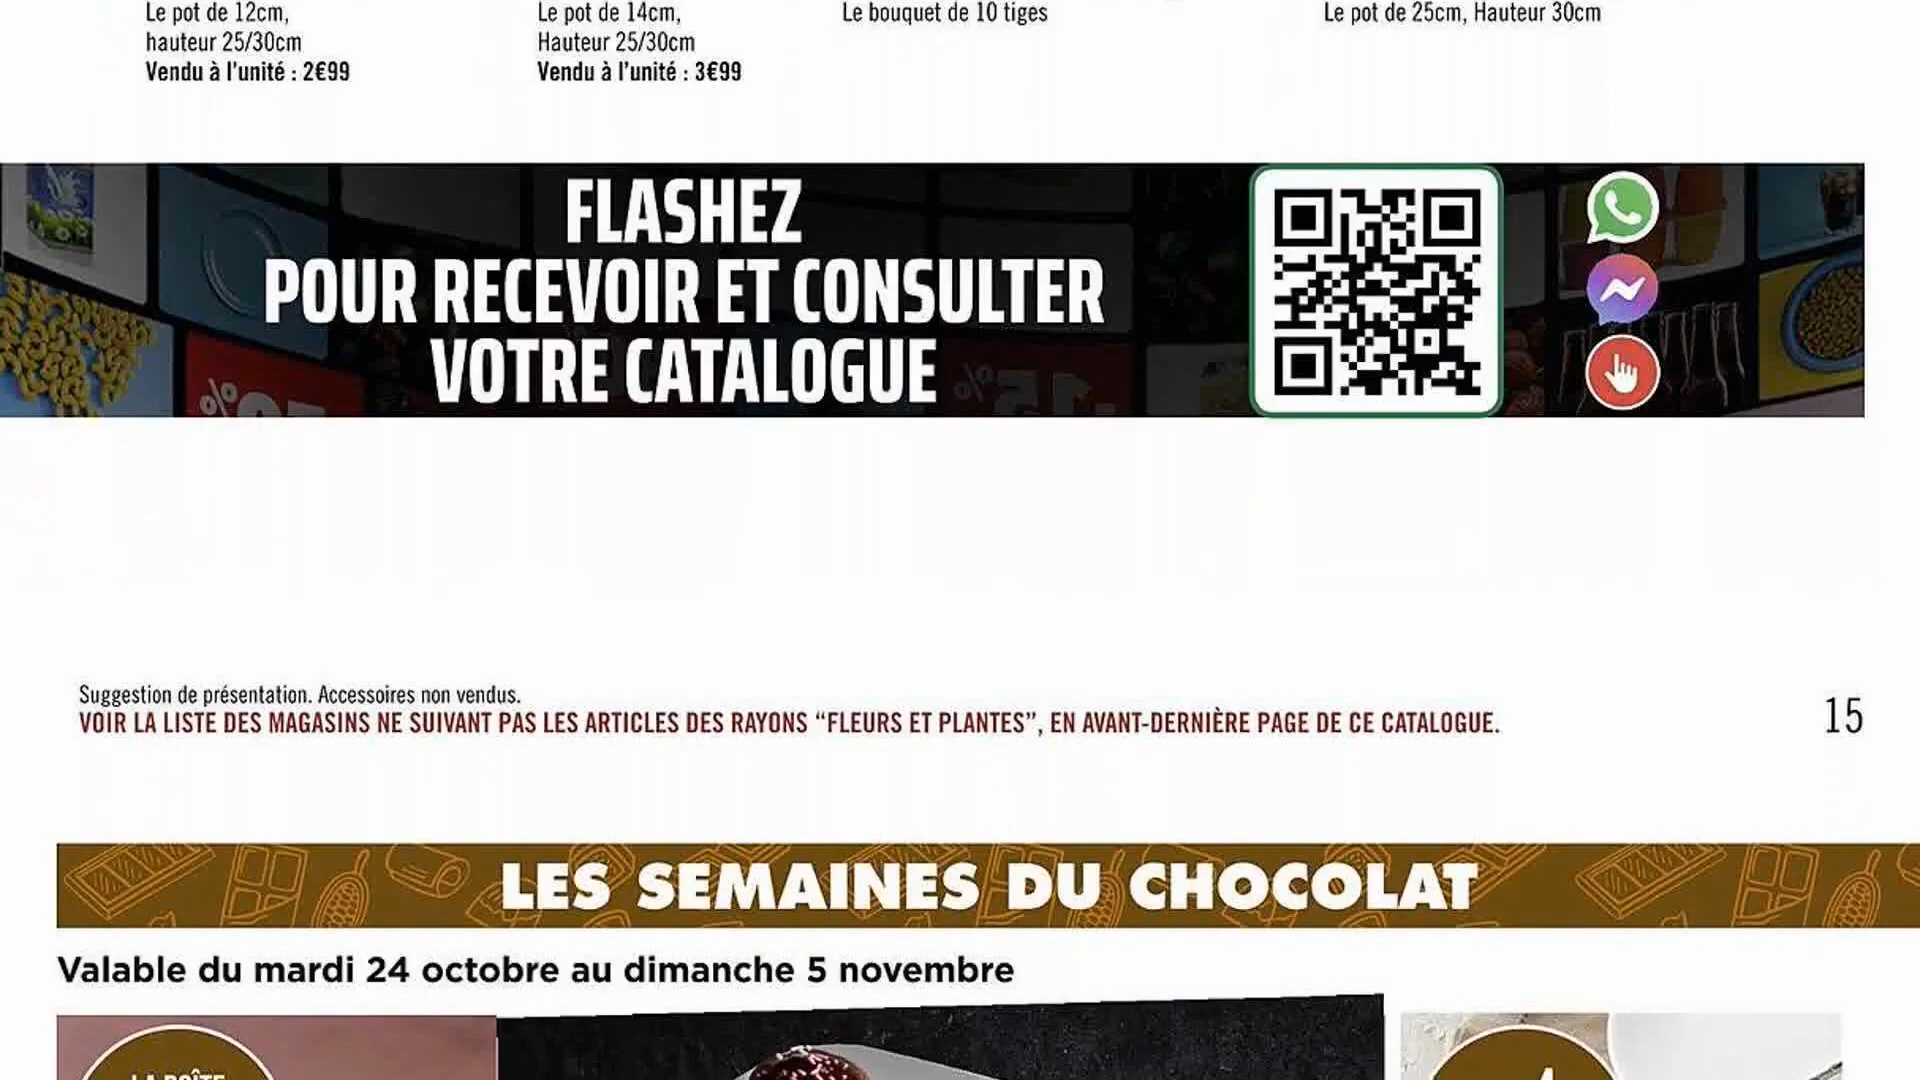 Le pot de 12cm,
hauteur 25/30cm
Vendu à l'unité : 2€99
Le pot de 14cm,
Hauteur 25/30cm
Vendu à l'unité : 3€99
Le bouquet de 10 tiges
Le pot de 25cm, Hauteur 30cm
FLASHEZ
POUR RECEVOIR ET CONSULTER
VOTRE CATALOGUE
Suggestion de présentation. Accessoires non vendus.
VOIR LA LISTE DES MAGASINS NE SUIVANT PAS LES ARTICLES DES RAYONS “FLEURS ET PLANTES”, EN AVANT-DERNIÈRE PAGE DE CE CATALOGUE.
15
LES SEMAINES DU CHOCOLAT
Valable du mardi 24 octobre au dimanche 5 novembre
LA BOÎTE